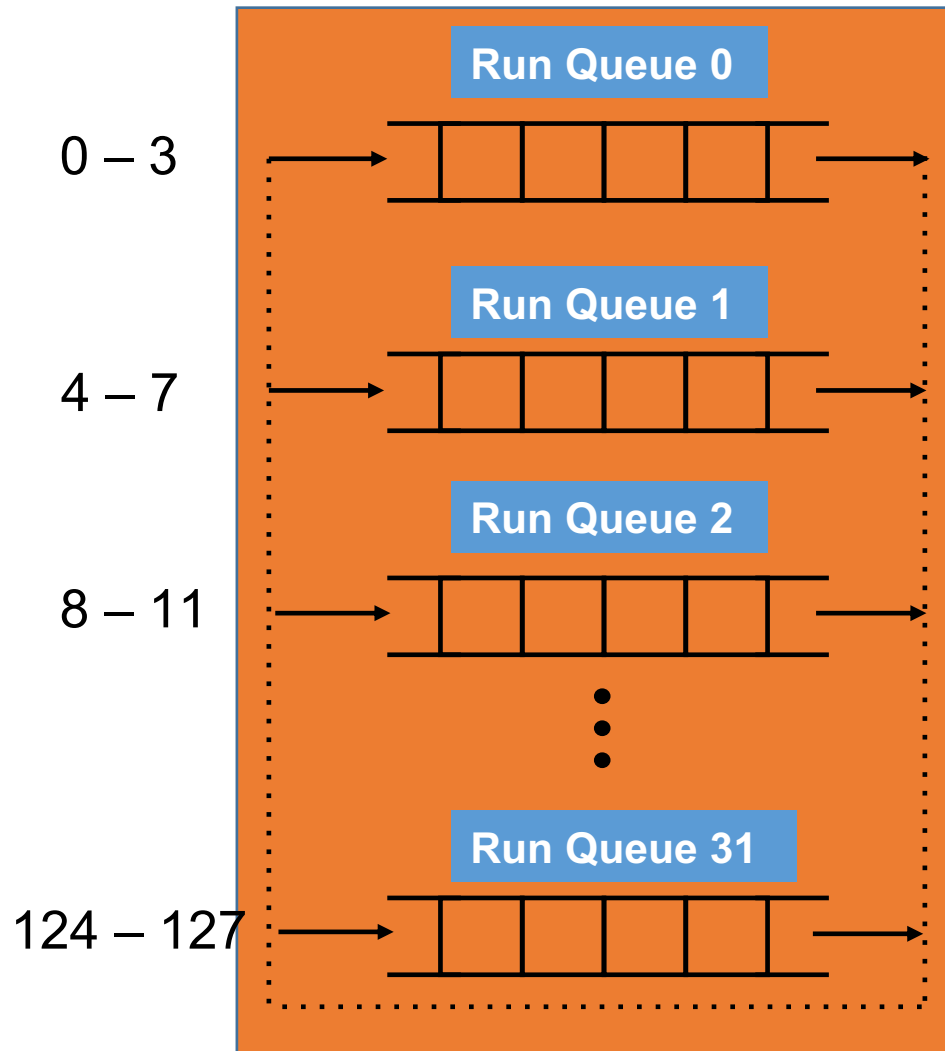 Run Queue 0
0 – 3
Run Queue 1
4 – 7
Run Queue 2
8 – 11
Run Queue 31
124 – 127